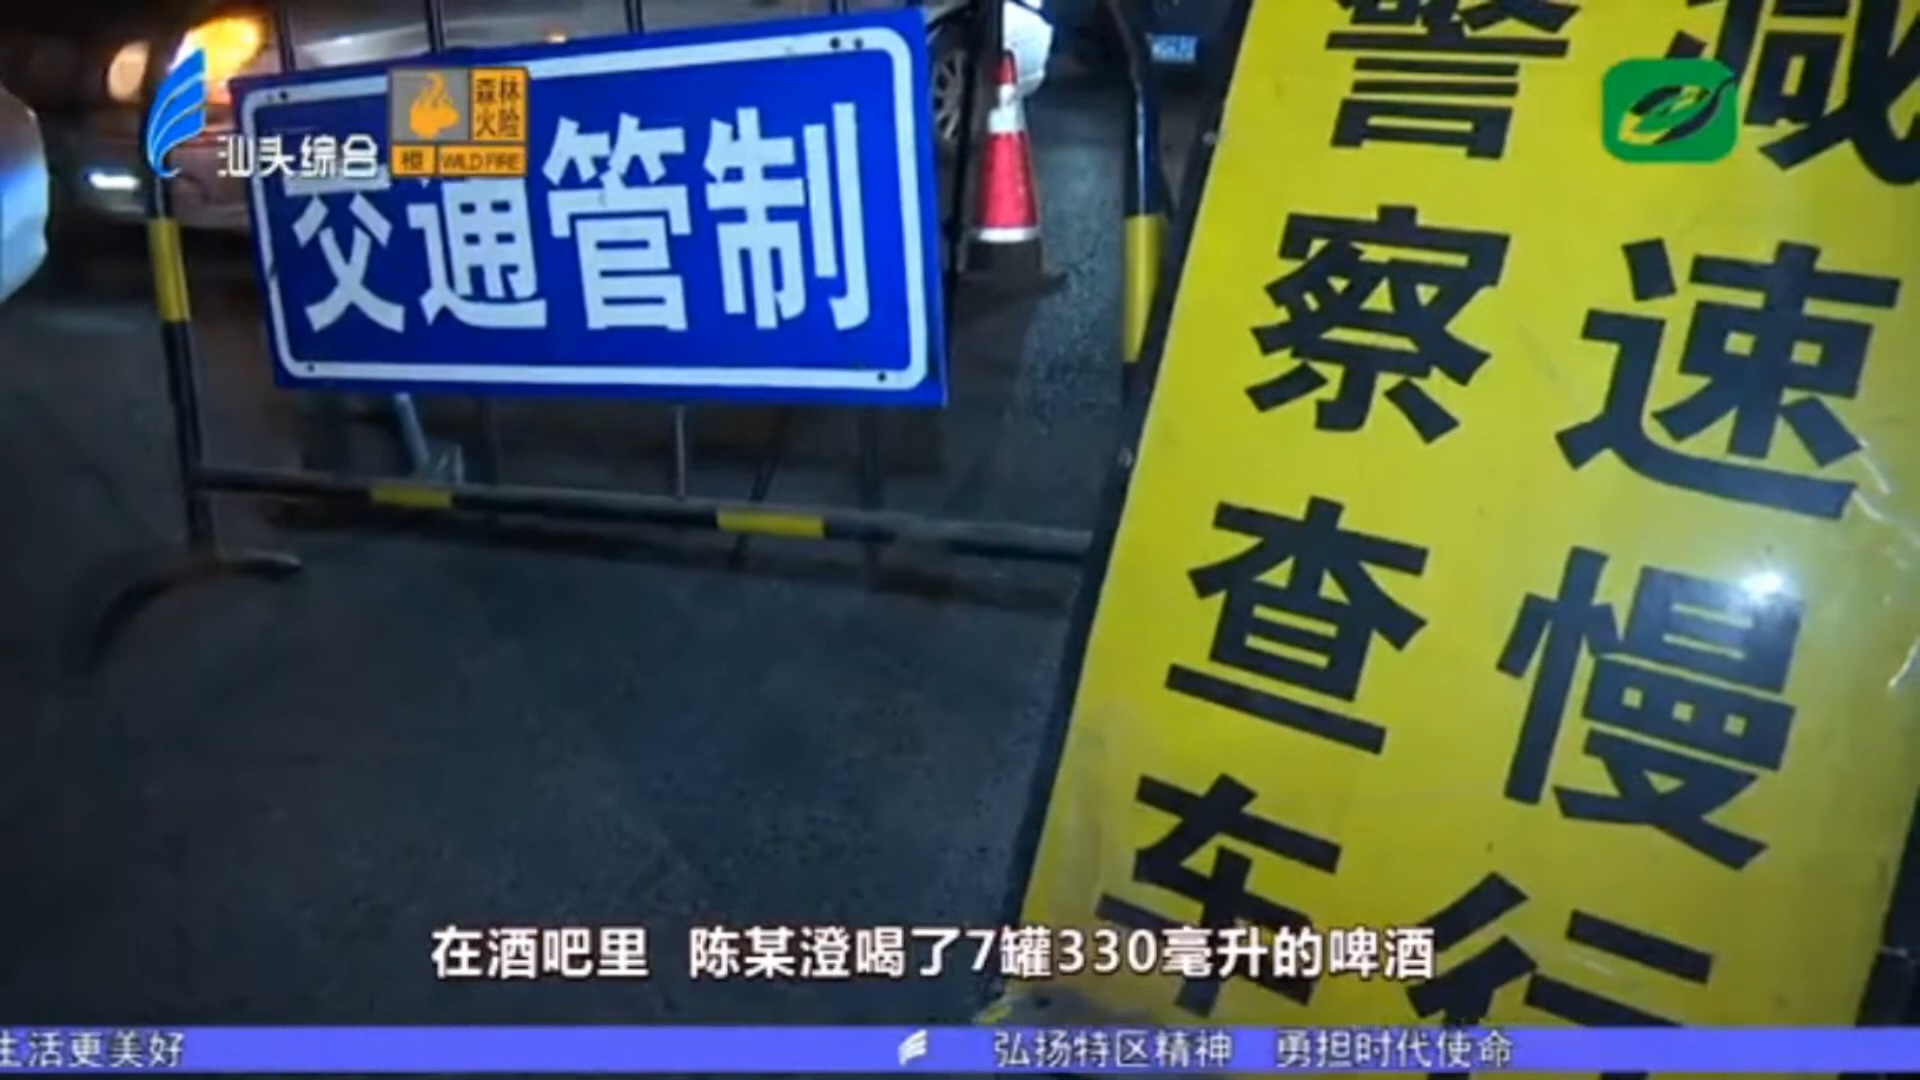 汕头综合
森林
火险
橙 WILD FIRE
交通管制
减速慢行
警察查车
在酒吧里 陈某澄喝了7罐330毫升的啤酒
生活更美好 弘扬特区精神 勇担时代使命